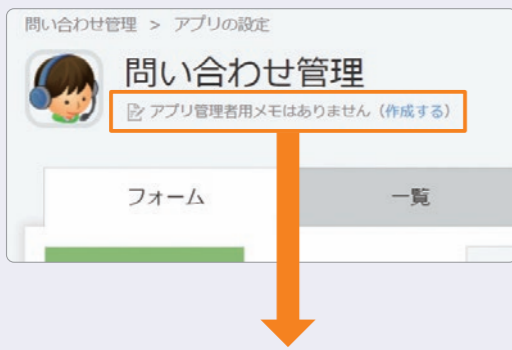 問い合わせ管理 > アプリの設定
問い合わせ管理
アプリ管理者用メモはありません（作成する）
フォーム
一覧